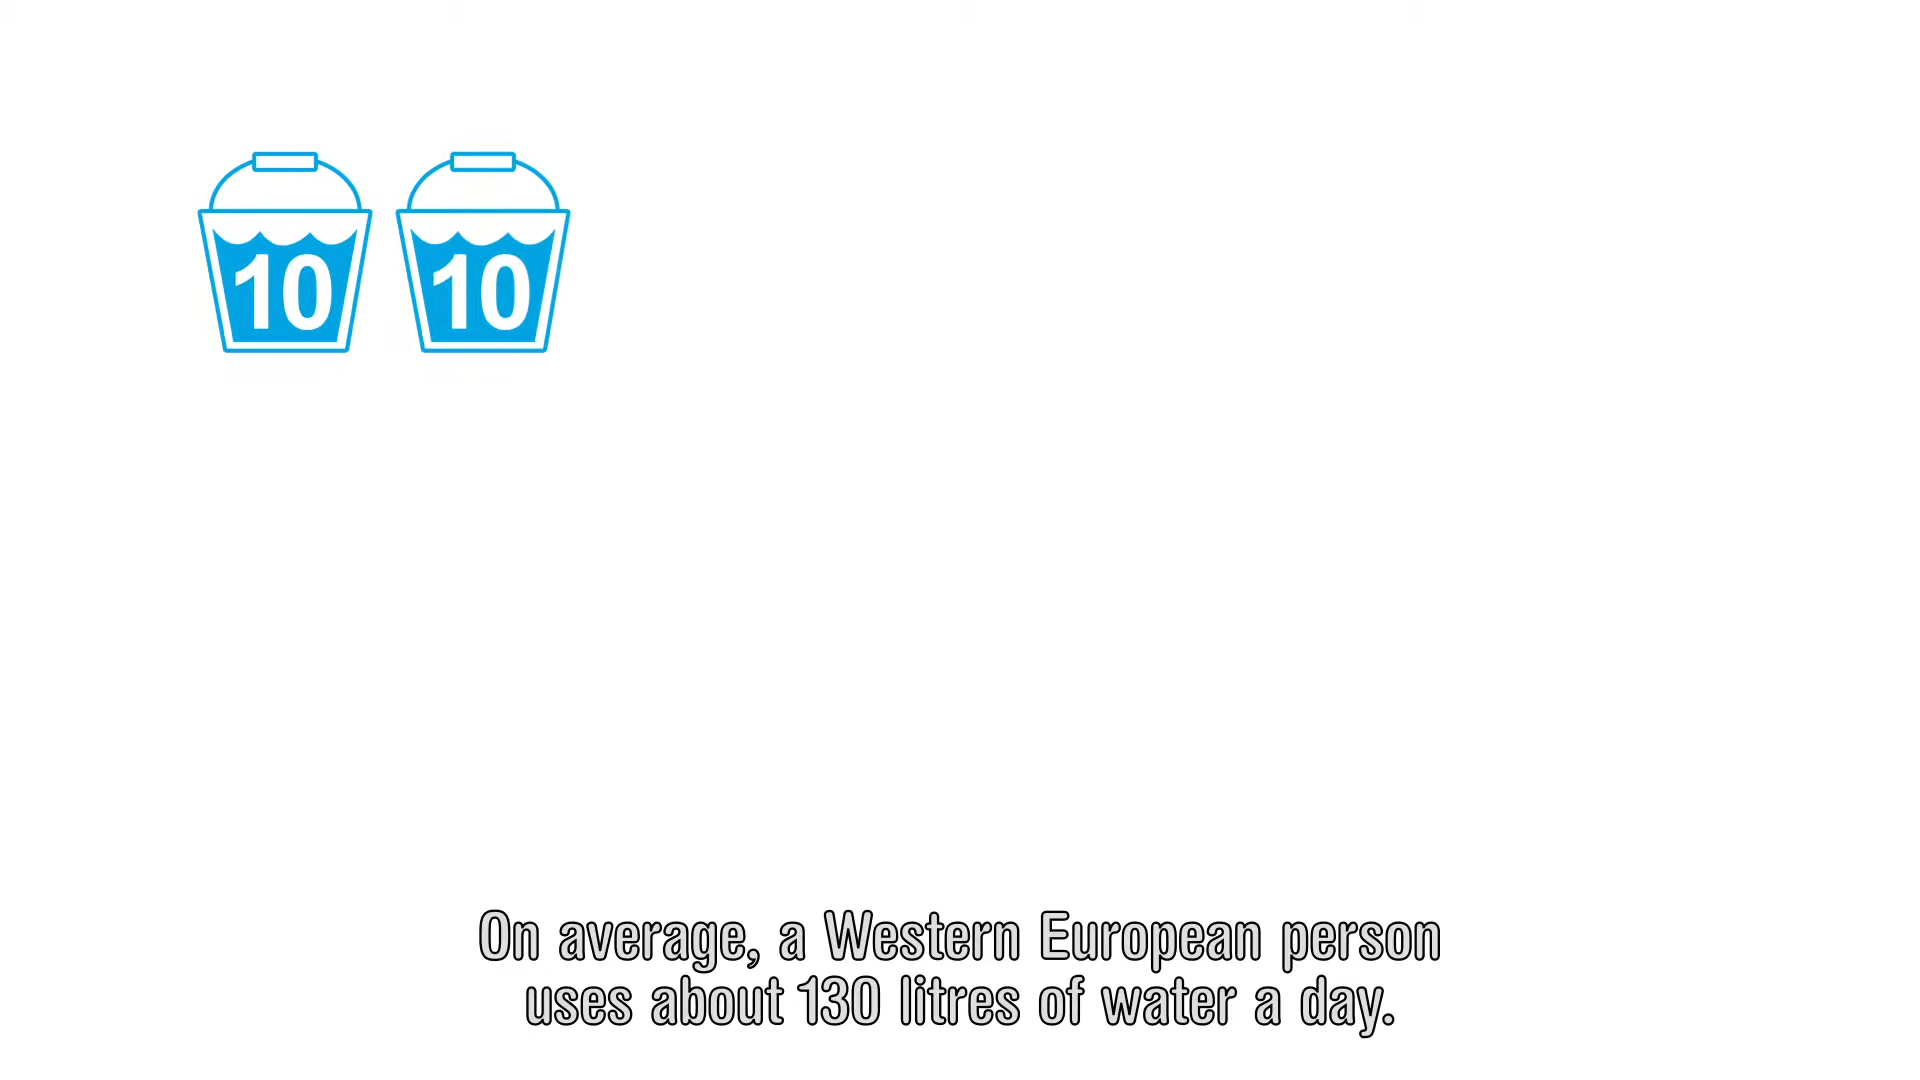 10 10
On average, a Western European person
uses about 130 litres of water a day.